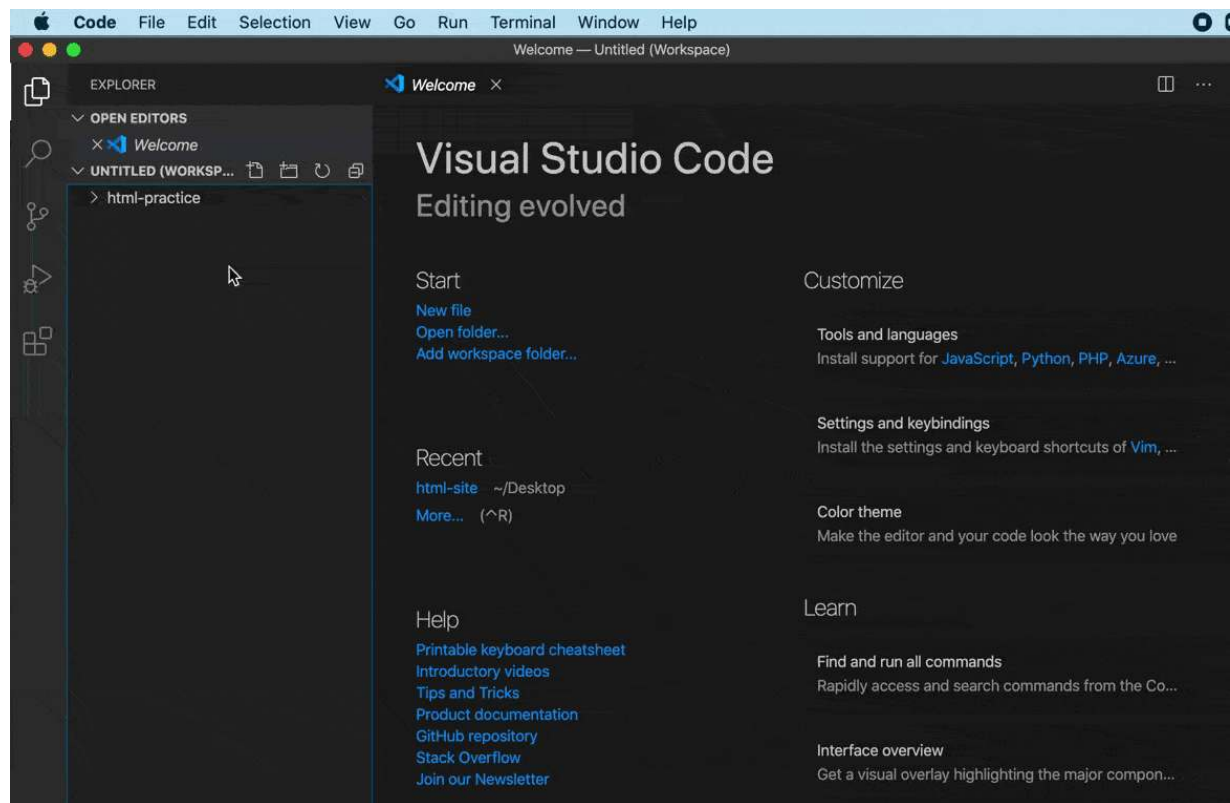 Code File Edit Selection View Go Run Terminal Window Help
Welcome — Untitled (Workspace)
EXPLORER
OPEN EDITORS
Welcome
UNTITLED (WORKSP...
html-practice
Welcome
Visual Studio Code
Editing evolved
Start
New file
Open folder...
Add workspace folder...
Recent
html-site ~/Desktop
More... (^R)
Help
Printable keyboard cheatsheet
Introductory videos
Tips and Tricks
Product documentation
GitHub repository
Stack Overflow
Join our Newsletter
Customize
Tools and languages
Install support for JavaScript, Python, PHP, Azure, ...
Settings and keybindings
Install the settings and keyboard shortcuts of Vim, ...
Color theme
Make the editor and your code look the way you love
Learn
Find and run all commands
Rapidly access and search commands from the Co...
Interface overview
Get a visual overlay highlighting the major compon...